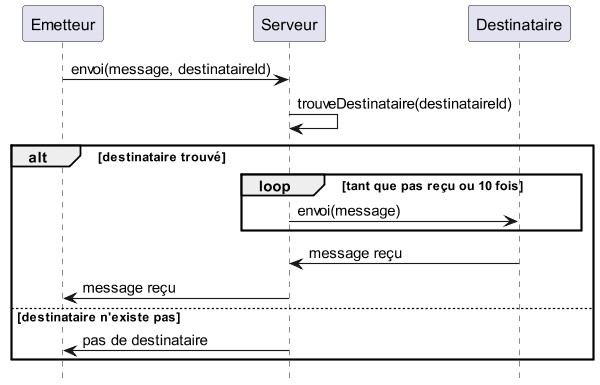 Emetteur Serveur Destinataire
envoi(message, destinataireId)
trouveDestinataire(destinataireId)
alt [destinataire trouvé]
loop [tant que pas reçu ou 10 fois]
envoi(message)
message reçu
message reçu
[destinataire n'existe pas]
pas de destinataire